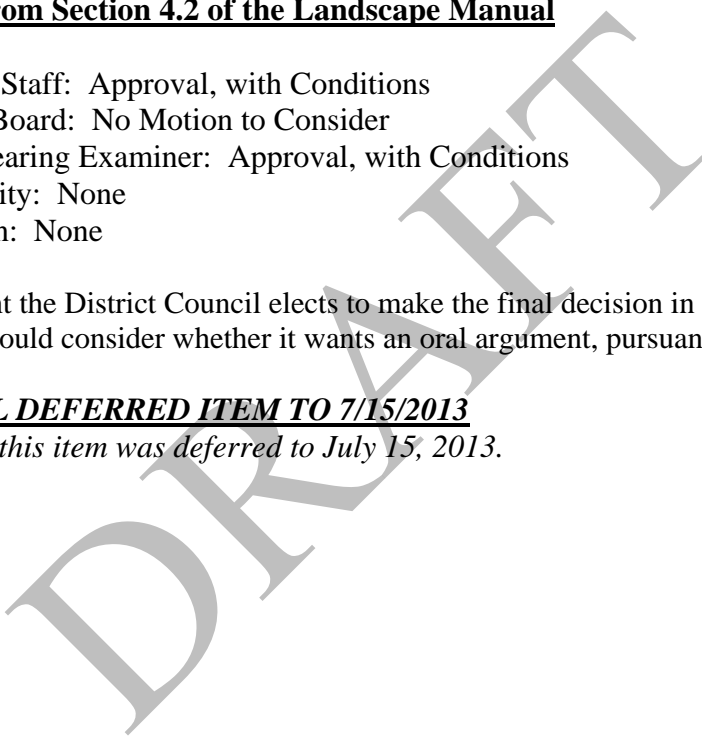 rom Section 4.2 of the Landscape Manual
Staff: Approval, with Conditions
Board: No Motion to Consider
earing Examiner: Approval, with Conditions
ity: None
n: None
nt the District Council elects to make the final decision in
ould consider whether it wants an oral argument, pursuan
L DEFERRED ITEM TO 7/15/2013
this item was deferred to July 15, 2013.
DRAFT